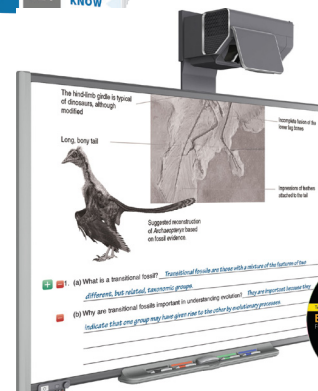 KNOW
The hind-limb girdle is typical
of dinosaurs, although
modified
Incomplete fusion of the
lower leg bones
Long, bony tail
Impressions of feathers
attached to the tail
Suggested reconstruction
of Archaeopteryx based
on fossil evidence.
1. (a) What is a transitional fossil? Transitional fossils are those with a mixture of the features of two
different, but related, taxonomic groups.
(b) Why are transitional fossils important in understanding evolution? They are important because they
indicate that one group may have given rise to the other by evolutionary processes.